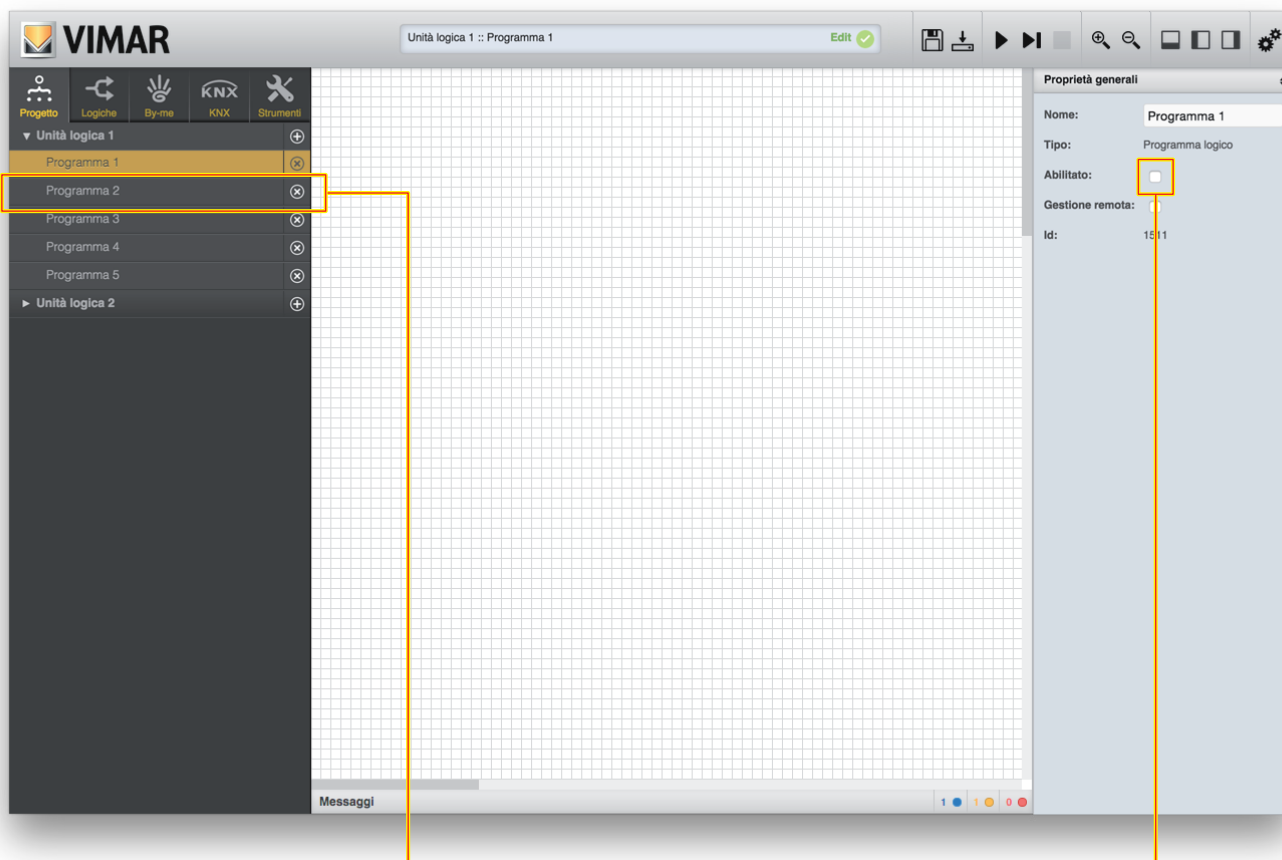 VIMAR
Unità logica 1 :: Programma 1
Edit
Progetto
Logiche
By-me
KNX
KNX
Strumenti
Unità logica 1
Programma 1
Programma 2
Programma 3
Programma 4
Programma 5
Unità logica 2
Proprietà generali
Nome: Programma 1
Tipo: Programma logico
Abilitato:
Gestione remota:
Id: 1511
Messaggi
1 1 0